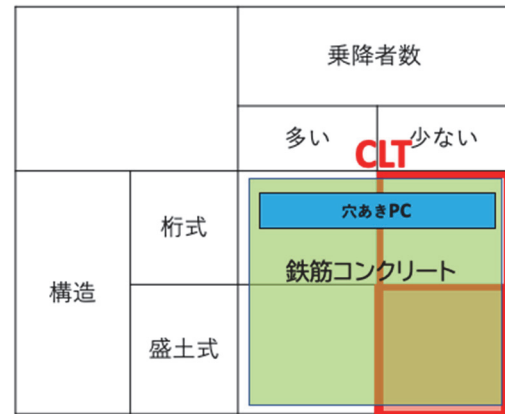 乗降者数
多い
少ない
CLT
構造
桁式
穴あきPC
鉄筋コンクリート
盛土式